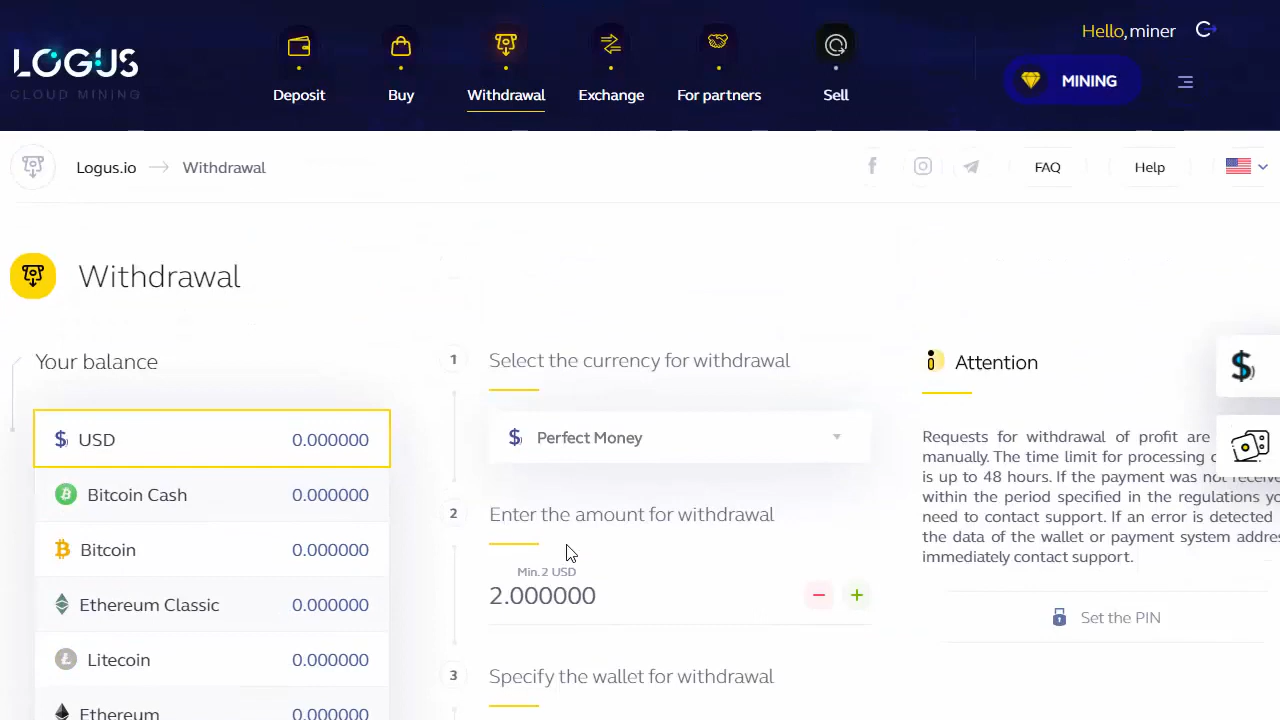 Hello, miner
LOGUS
CLOUD MINING
Deposit
Buy
Withdrawal
Exchange
For partners
Sell
MINING
Logus.io
Withdrawal
FAQ
Help
Withdrawal
Your balance
USD 0.000000
Bitcoin Cash 0.000000
Bitcoin 0.000000
Ethereum Classic 0.000000
Litecoin 0.000000
Ethereum 0.000000
1
Select the currency for withdrawal
Perfect Money
2
Enter the amount for withdrawal
Min.2 USD
2.000000
3
Specify the wallet for withdrawal
Attention
Requests for withdrawal of profit are
manually. The time limit for processing
is up to 48 hours. If the payment was not
within the period specified in the regulations
need to contact support. If an error is detected
the data of the wallet or payment system
immediately contact support.
Set the PIN